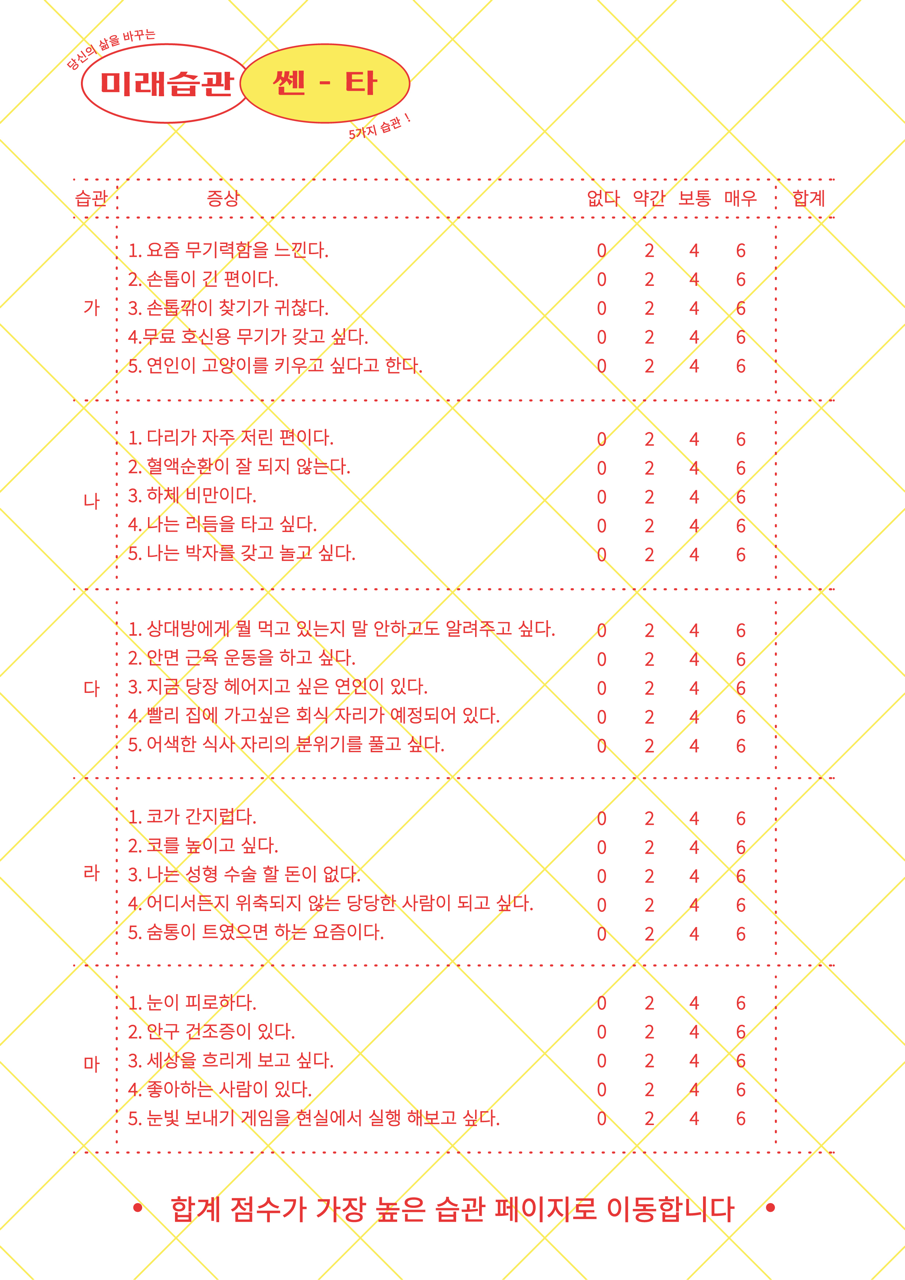 당신의 삶을 바꾸는
미래습관 쎈 - 타
5가지 습관 !
습관 증상 없다 약간 보통 매우 합계
1. 요즘 무기력함을 느낀다. 0 2 4 6
2. 손톱이 긴 편이다. 0 2 4 6
가 3. 손톱깎이 찾기가 귀찮다. 0 2 4 6
4.무료 호신용 무기가 갖고 싶다. 0 2 4 6
5. 연인이 고양이를 키우고 싶다고 한다. 0 2 4 6
1. 다리가 자주 저린 편이다. 0 2 4 6
2. 혈액순환이 잘 되지 않는다. 0 2 4 6
나 3. 하체 비만이다. 0 2 4 6
4. 나는 리듬을 타고 싶다. 0 2 4 6
5. 나는 박자를 갖고 놀고 싶다. 0 2 4 6
1. 상대방에게 뭘 먹고 있는지 말 안하고도 알려주고 싶다. 0 2 4 6
2. 안면 근육 운동을 하고 싶다. 0 2 4 6
다 3. 지금 당장 헤어지고 싶은 연인이 있다. 0 2 4 6
4. 빨리 집에 가고싶은 회식 자리가 예정되어 있다. 0 2 4 6
5. 어색한 식사 자리의 분위기를 풀고 싶다. 0 2 4 6
1. 코가 간지럽다. 0 2 4 6
2. 코를 높이고 싶다. 0 2 4 6
라 3. 나는 성형 수술 할 돈이 없다. 0 2 4 6
4. 어디서든지 위축되지 않는 당당한 사람이 되고 싶다. 0 2 4 6
5. 숨통이 트였으면 하는 요즘이다. 0 2 4 6
1. 눈이 피로하다. 0 2 4 6
2. 안구 건조증이 있다. 0 2 4 6
마 3. 세상을 흐리게 보고 싶다. 0 2 4 6
4. 좋아하는 사람이 있다. 0 2 4 6
5. 눈빛 보내기 게임을 현실에서 실행 해보고 싶다. 0 2 4 6
• 합계 점수가 가장 높은 습관 페이지로 이동합니다 •